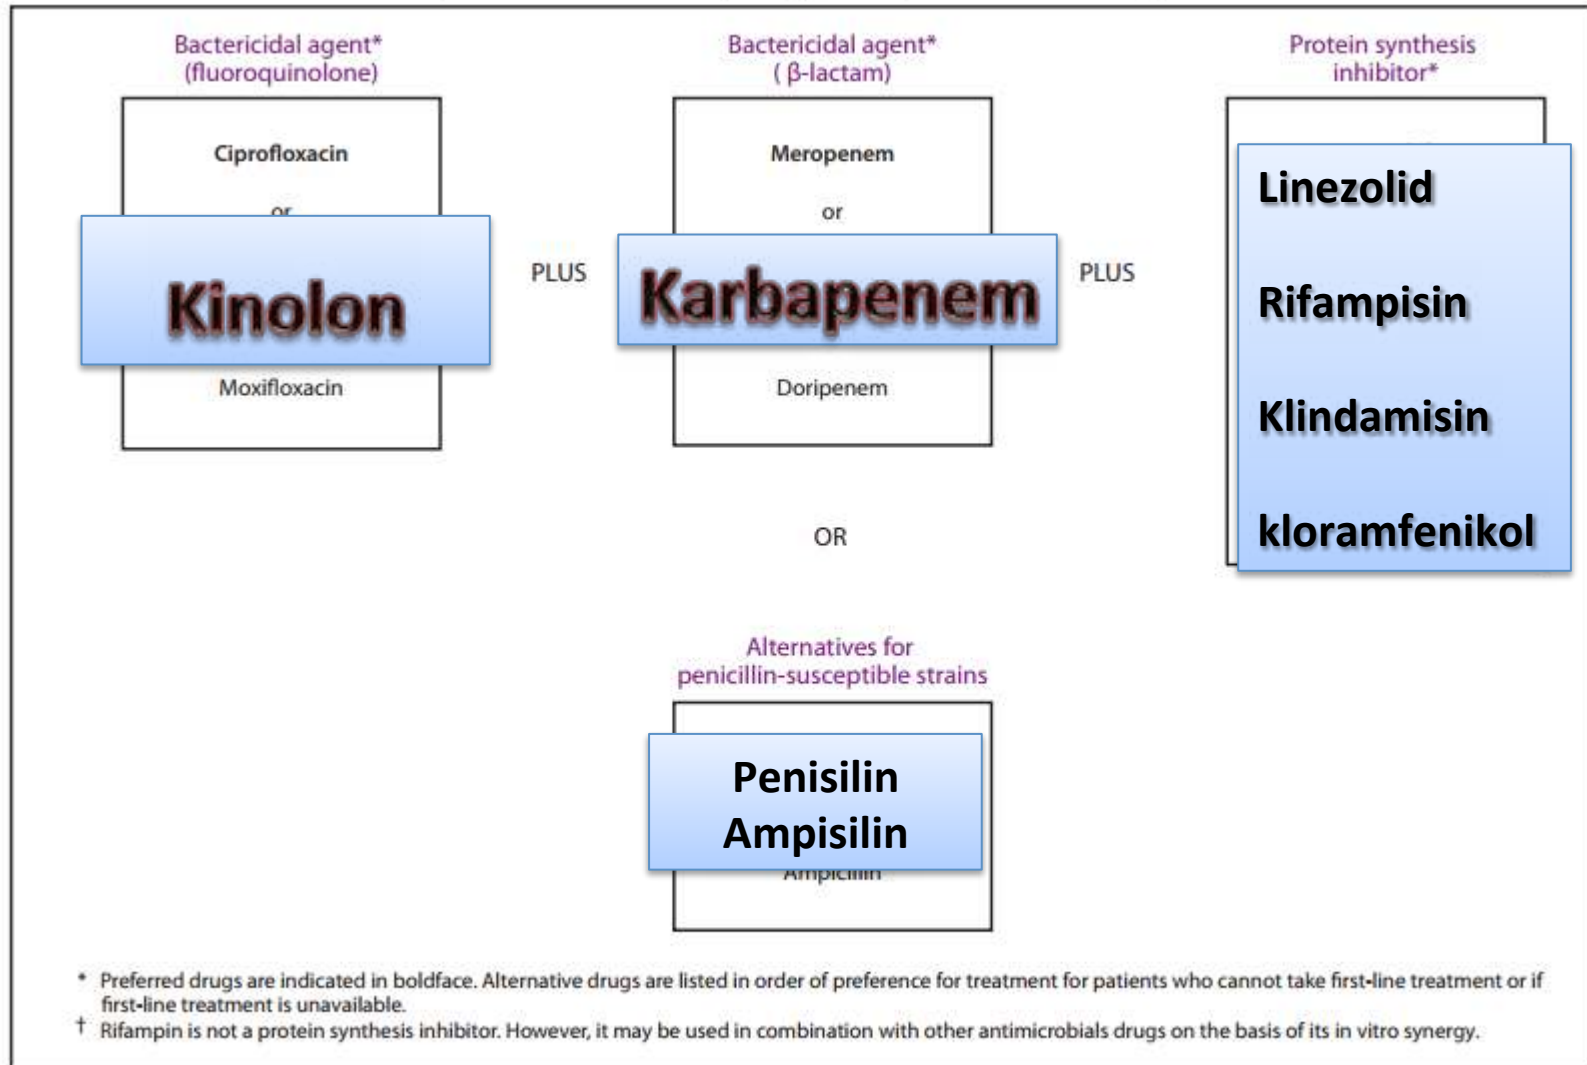 Bactericidal agent*
(fluoroquinolone)
Ciprofloxacin
or
Kinolon
Moxifloxacin
PLUS
Bactericidal agent*
( β-lactam)
Meropenem
or
Karbapenem
Doripenem
PLUS
Protein synthesis
inhibitor*
Linezolid
Rifampisin
Klindamisin
kloramfenikol
OR
Alternatives for
penicillin-susceptible strains
Penisilin
Ampisilin
Ampicillin
* Preferred drugs are indicated in boldface. Alternative drugs are listed in order of preference for treatment for patients who cannot take first-line treatment or if
first-line treatment is unavailable.
† Rifampin is not a protein synthesis inhibitor. However, it may be used in combination with other antimicrobials drugs on the basis of its in vitro synergy.